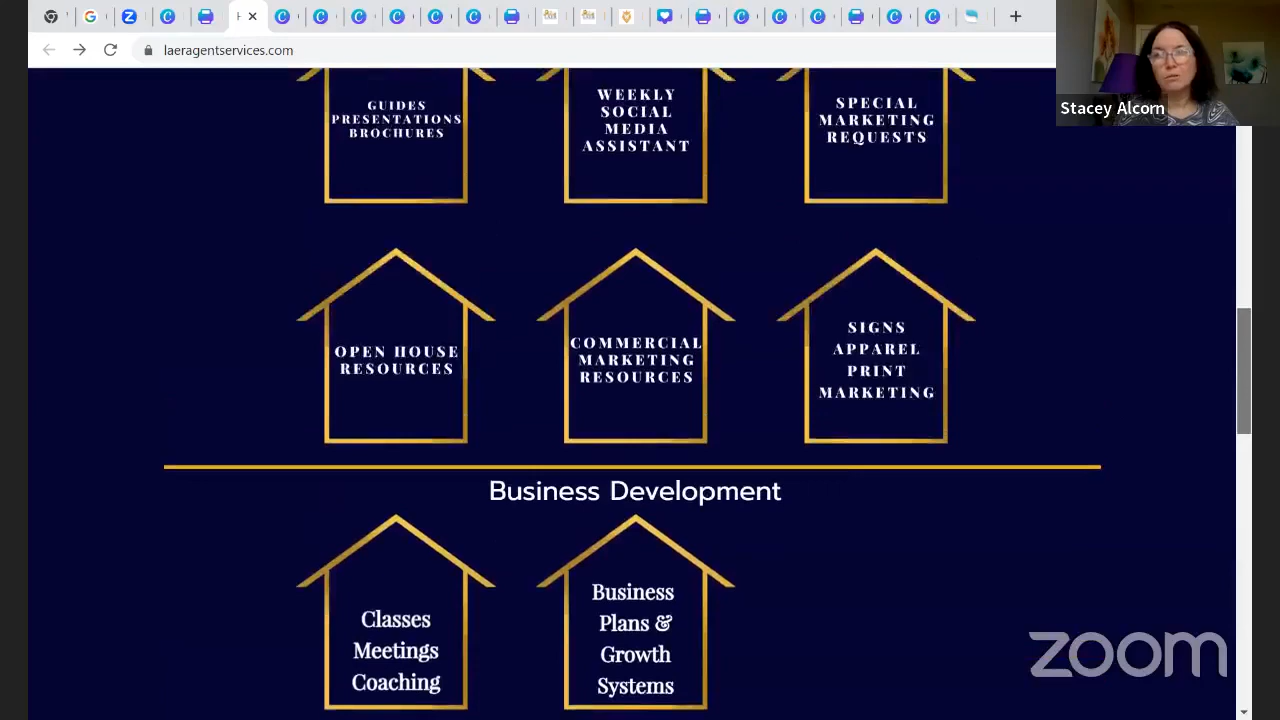 laeragentservices.com
Stacey Alcorn
GUIDES
PRESENTATIONS
BROCHURES
WEEKLY
SOCIAL
MEDIA
ASSISTANT
SPECIAL
MARKETING
REQUESTS
OPEN HOUSE
RESOURCES
COMMERCIAL
MARKETING
RESOURCES
SIGNS
APPAREL
PRINT
MARKETING
Business Development
Classes
Meetings
Coaching
Business
Plans &
Growth
Systems
zoom